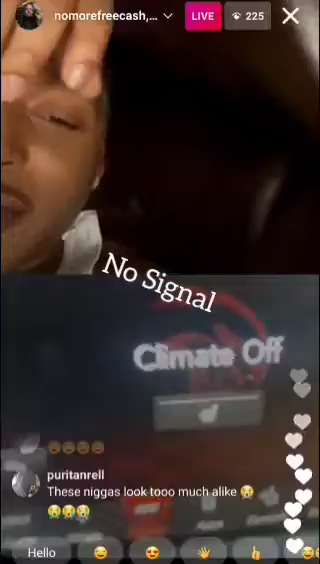 nomorefreecash,...
LIVE
225
No Signal
Climate Off
puritanrell
These niggas look tooo much alike 😭
😭😭😭
Hello